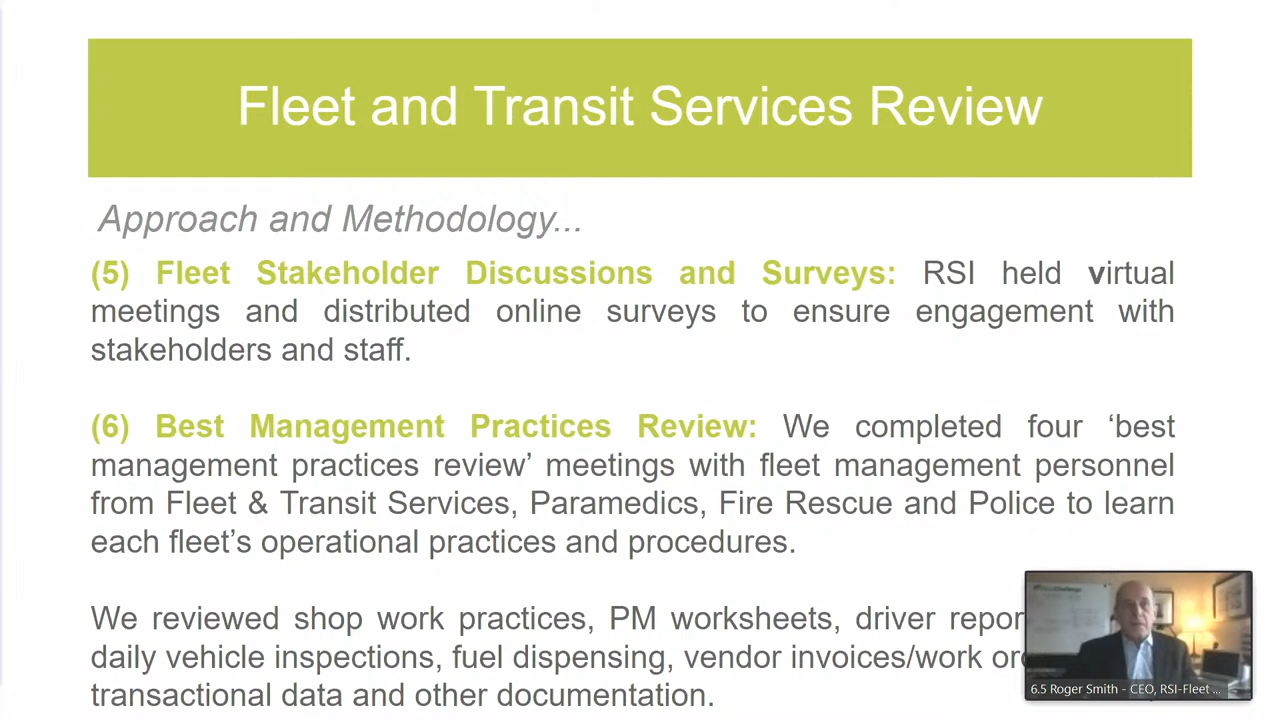 Fleet and Transit Services Review
Approach and Methodology...
(5) Fleet Stakeholder Discussions and Surveys: RSI held virtual
meetings and distributed online surveys to ensure engagement with
stakeholders and staff.
(6) Best Management Practices Review: We completed four ‘best
management practices review’ meetings with fleet management personnel
from Fleet & Transit Services, Paramedics, Fire Rescue and Police to learn
each fleet’s operational practices and procedures.
We reviewed shop work practices, PM worksheets, driver
daily vehicle inspections, fuel dispensing, vendor invoices/work
transactional data and other documentation.
6.5 Roger Smith - CEO, RSI-Fleet ...